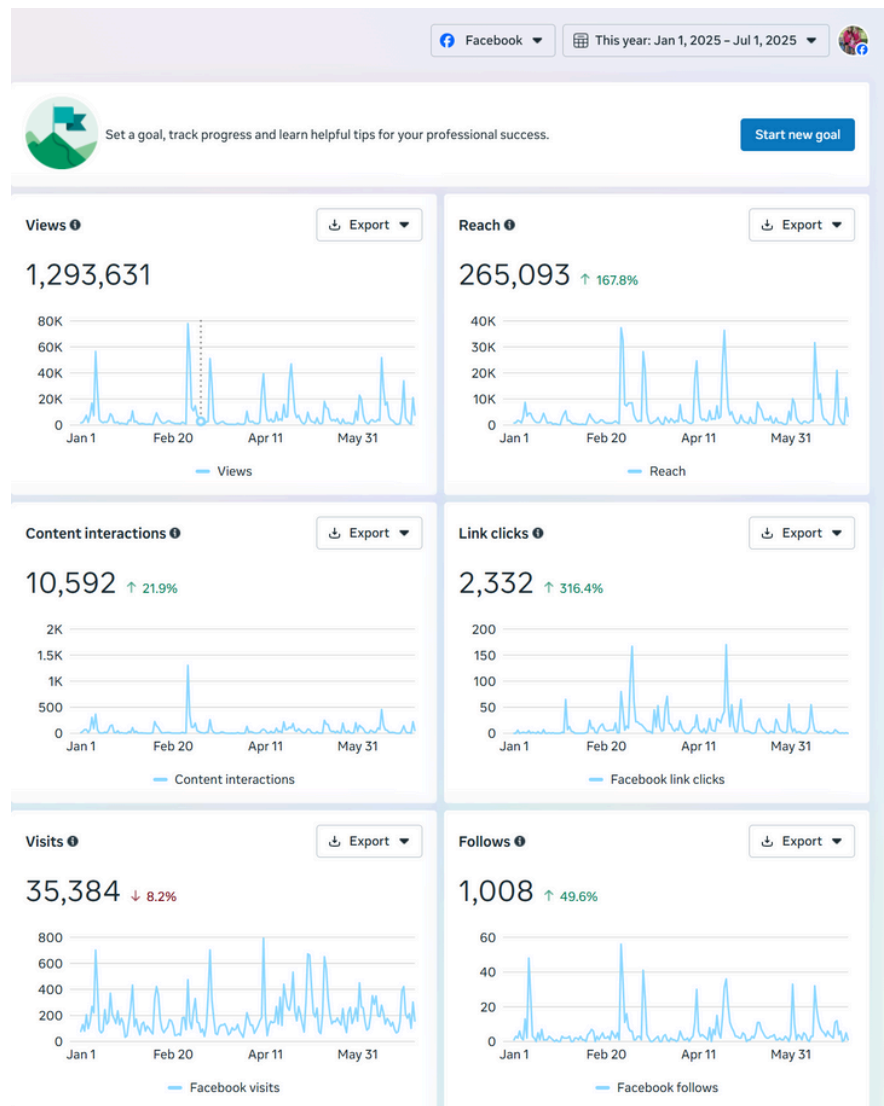 Facebook
This year: Jan 1, 2025 – Jul 1, 2025
Set a goal, track progress and learn helpful tips for your professional success.
Start new goal
Views
Export
1,293,631
80K
60K
40K
20K
0
Jan 1 Feb 20 Apr 11 May 31
Views
Reach
Export
265,093 ↑ 167.8%
40K
30K
20K
10K
0
Jan 1 Feb 20 Apr 11 May 31
Reach
Content interactions
Export
10,592 ↑ 21.9%
2K
1.5K
1K
500
0
Jan 1 Feb 20 Apr 11 May 31
Content interactions
Link clicks
Export
2,332 ↑ 316.4%
200
150
100
50
0
Jan 1 Feb 20 Apr 11 May 31
Facebook link clicks
Visits
Export
35,384 ↓ 8.2%
800
600
400
200
0
Jan 1 Feb 20 Apr 11 May 31
Facebook visits
Follows
Export
1,008 ↑ 49.6%
60
40
20
0
Jan 1 Feb 20 Apr 11 May 31
Facebook follows